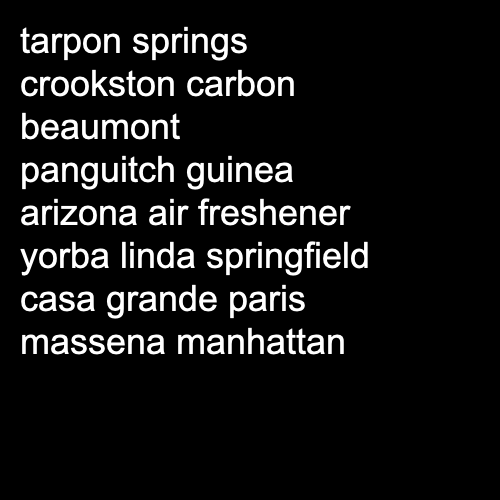 tarpon springs
crookston carbon
beaumont
panguitch guinea
arizona air freshener
yorba linda springfield
casa grande paris
massena manhattan